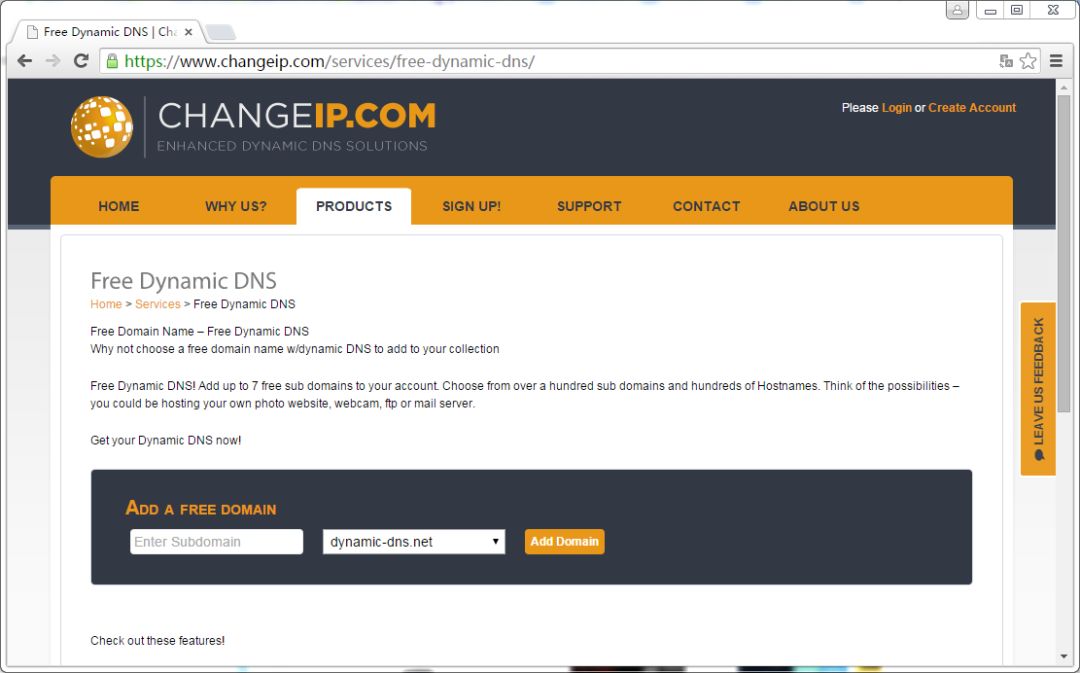 Free Dynamic DNS | Cha
https://www.changeip.com/services/free-dynamic-dns/
CHANGEIP.COM
ENHANCED DYNAMIC DNS SOLUTIONS
Please Login or Create Account
HOME WHY US? PRODUCTS SIGN UP! SUPPORT CONTACT ABOUT US
Free Dynamic DNS
Home > Services > Free Dynamic DNS
Free Domain Name – Free Dynamic DNS
Why not choose a free domain name w/dynamic DNS to add to your collection
Free Dynamic DNS! Add up to 7 free sub domains to your account. Choose from over a hundred sub domains and hundreds of Hostnames. Think of the possibilities –
you could be hosting your own photo website, webcam, ftp or mail server.
Get your Dynamic DNS now!
ADD A FREE DOMAIN
Enter Subdomain dynamic-dns.net Add Domain
Check out these features!
LEAVE US FEEDBACK